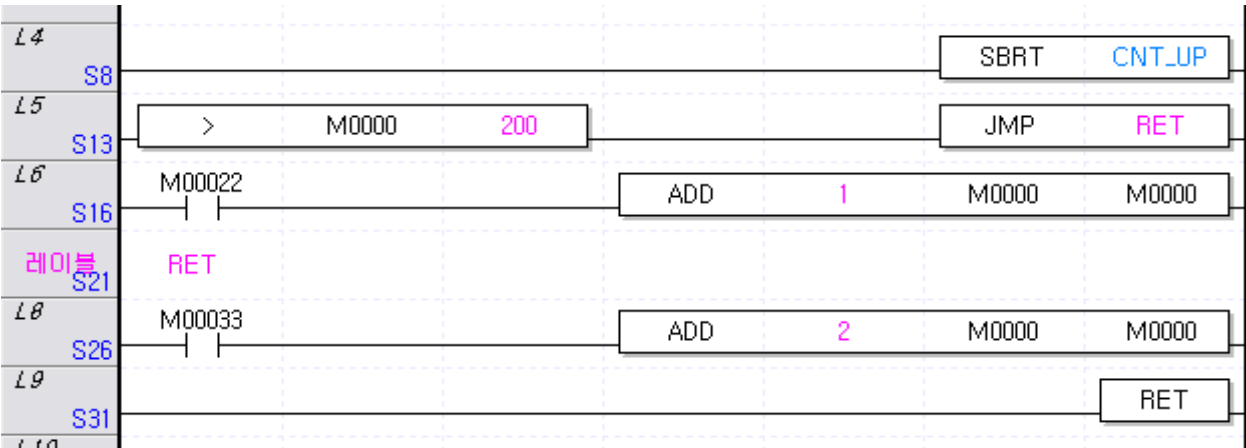 L4
S8 SBRT CNT_UP
L5
S13 > M0000 200 JMP RET
L6 M00022
S16 ADD 1 M0000 M0000
레이블 S21 RET
L8 M00033
S26 ADD 2 M0000 M0000
L9
S31 RET
L10